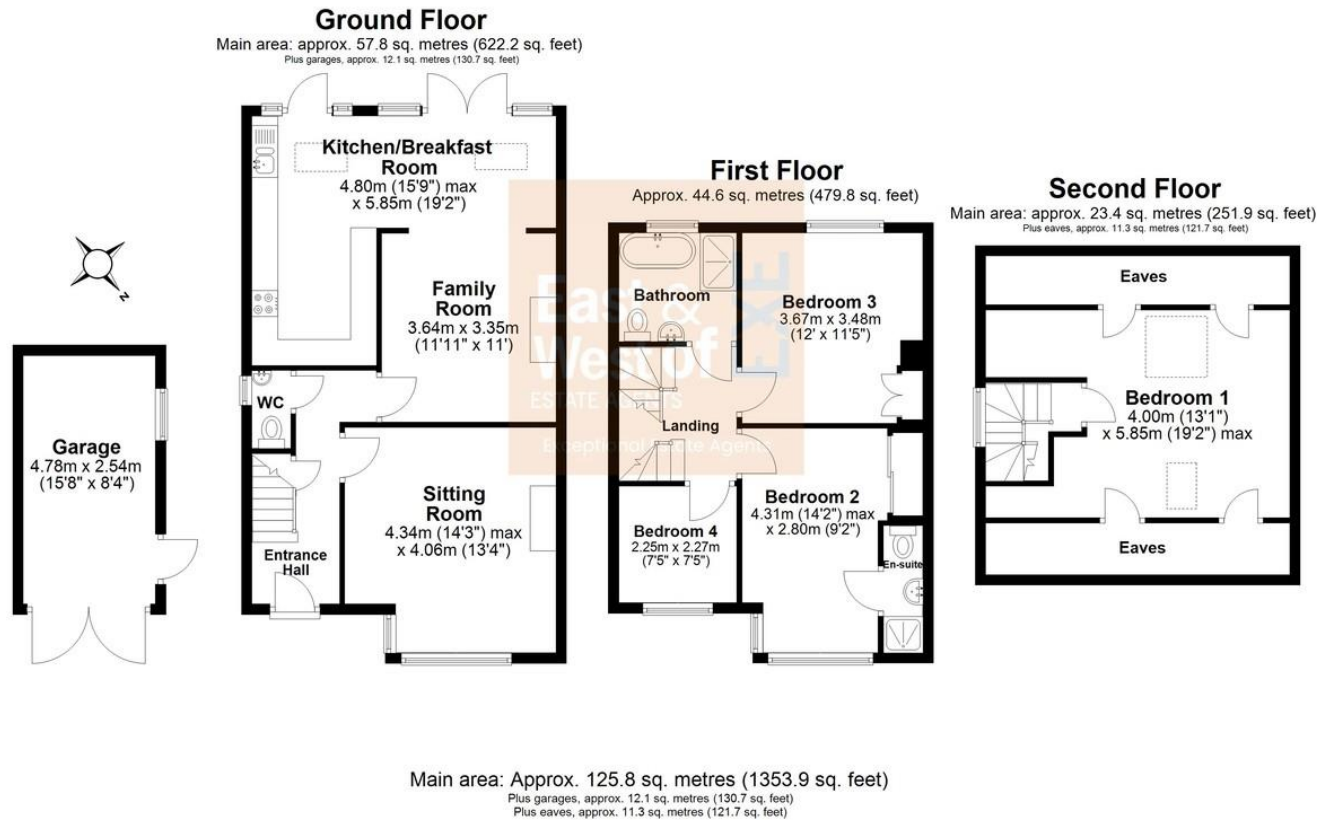 Ground Floor
Main area: approx. 57.8 sq. metres (622.2 sq. feet)
Plus garages, approx. 12.1 sq. metres (130.7 sq. feet)
Kitchen/Breakfast
Room
4.80m (15'9") max
x 5.85m (19'2")
Family
Room
3.64m x 3.35m
(11'11" x 11')
WC
Sitting
Room
4.34m (14'3") max
x 4.06m (13'4")
Entrance
Hall
Garage
4.78m x 2.54m
(15'8" x 8'4")
N
First Floor
Approx. 44.6 sq. metres (479.8 sq. feet)
Bathroom
Bedroom 3
3.67m x 3.48m
(12' x 11'5")
Landing
Bedroom 2
4.31m (14'2") max
x 2.80m (9'2")
Bedroom 4
2.25m x 2.27m
(7'5" x 7'5")
En-suite
Second Floor
Main area: approx. 23.4 sq. metres (251.9 sq. feet)
Plus eaves, approx. 11.3 sq. metres (121.7 sq. feet)
Eaves
Bedroom 1
4.00m (13'1")
x 5.85m (19'2") max
Eaves
East &
West of
EXE
ESTATE AGENTS
Exceptional Estate Agents
Main area: Approx. 125.8 sq. metres (1353.9 sq. feet)
Plus garages, approx. 12.1 sq. metres (130.7 sq. feet)
Plus eaves, approx. 11.3 sq. metres (121.7 sq. feet)